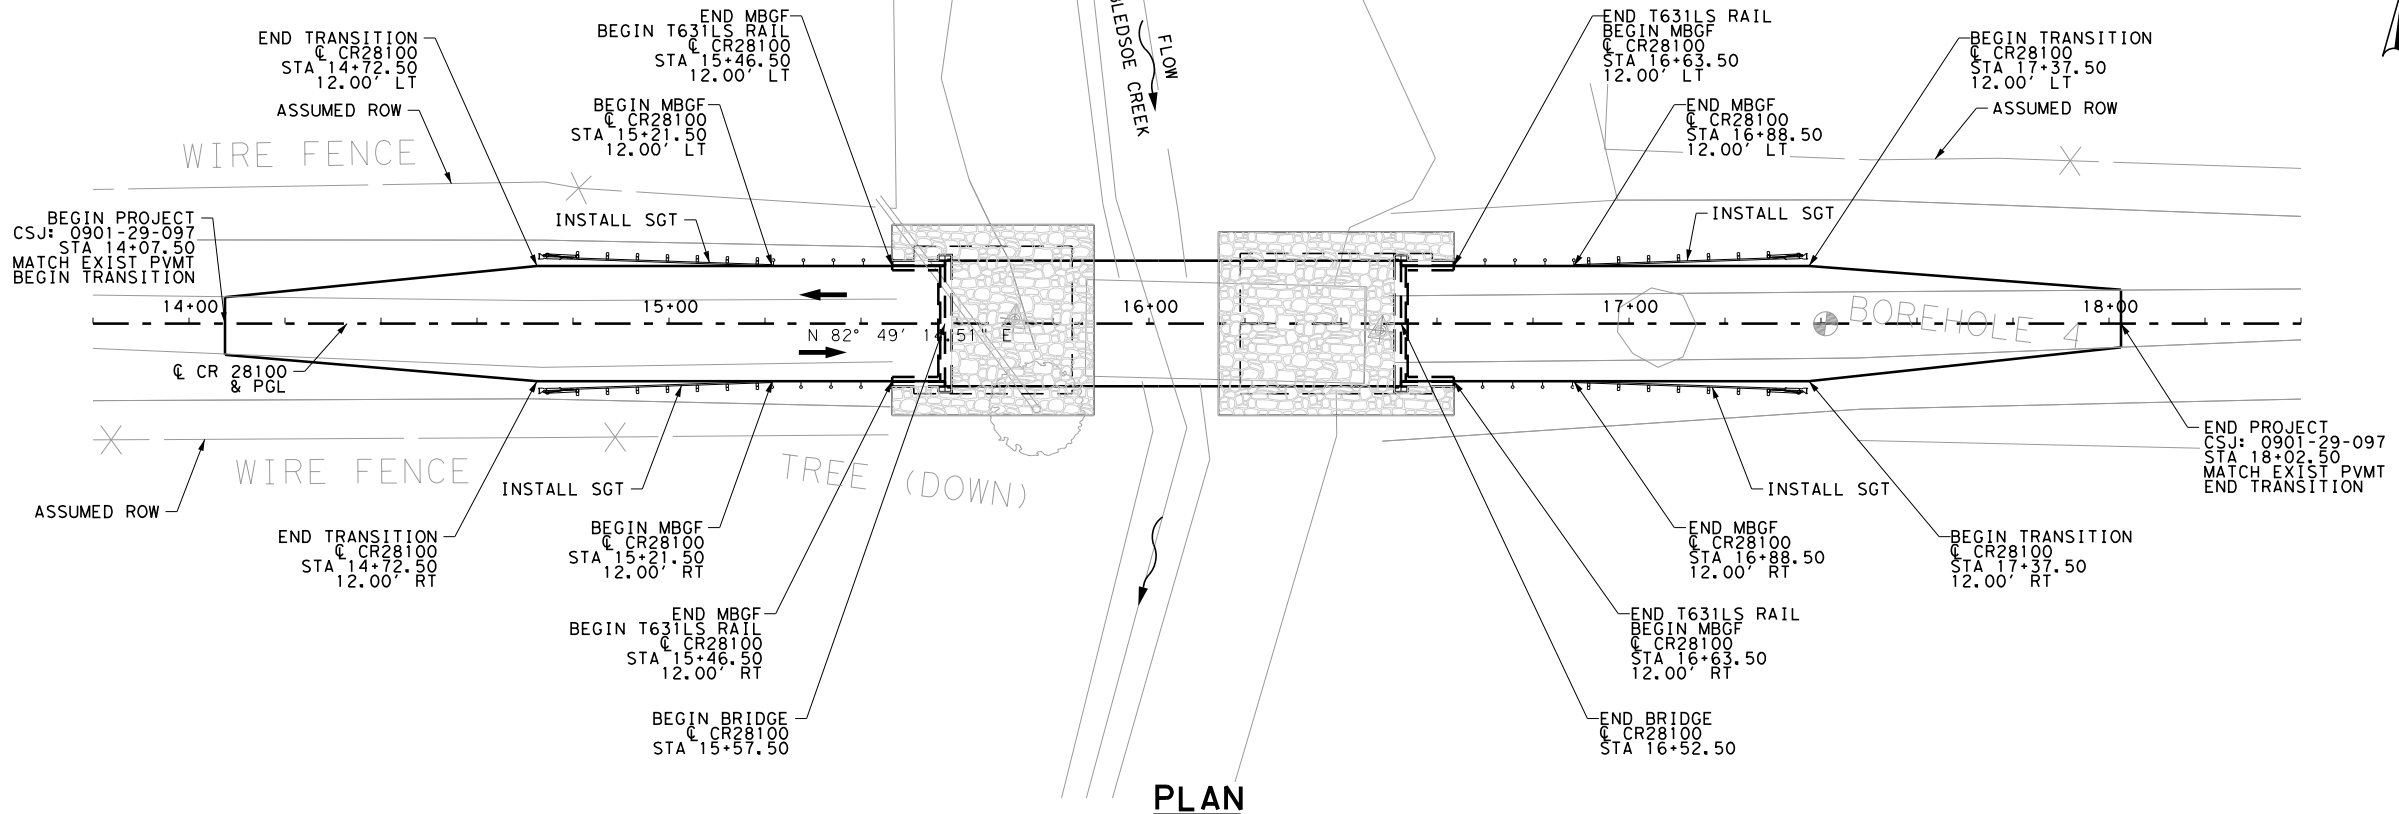 END TRANSITION
℄ CR28100
STA 14+72.50
12.00' LT
ASSUMED ROW
WIRE FENCE
END MBGF
BEGIN T631LS RAIL
℄ CR28100
STA 15+46.50
12.00' LT
BEGIN MBGF
℄ CR28100
STA 15+21.50
12.00' LT
INSTALL SGT
BEGIN PROJECT
CSJ: 0901-29-097
STA 14+07.50
MATCH EXIST PVMT
BEGIN TRANSITION
BLEDSOE CREEK
FLOW
END T631LS RAIL
BEGIN MBGF
℄ CR28100
STA 16+63.50
12.00' LT
END MBGF
℄ CR28100
STA 16+88.50
12.00' LT
BEGIN TRANSITION
℄ CR28100
STA 17+37.50
12.00' LT
ASSUMED ROW
INSTALL SGT
14+00
15+00
16+00
17+00
18+00
N 82° 49' 14.51" E
BOREHOLE 4
℄ CR 28100
& PGL
WIRE FENCE
TREE (DOWN)
ASSUMED ROW
INSTALL SGT
END TRANSITION
℄ CR28100
STA 14+72.50
12.00' RT
BEGIN MBGF
℄ CR28100
STA 15+21.50
12.00' RT
END MBGF
BEGIN T631LS RAIL
℄ CR28100
STA 15+46.50
12.00' RT
BEGIN BRIDGE
℄ CR28100
STA 15+57.50
INSTALL SGT
END MBGF
℄ CR28100
STA 16+88.50
12.00' RT
END T631LS RAIL
BEGIN MBGF
℄ CR28100
STA 16+63.50
12.00' RT
END BRIDGE
℄ CR28100
STA 16+52.50
BEGIN TRANSITION
℄ CR28100
STA 17+37.50
12.00' RT
END PROJECT
CSJ: 0901-29-097
STA 18+02.50
MATCH EXIST PVMT
END TRANSITION
PLAN